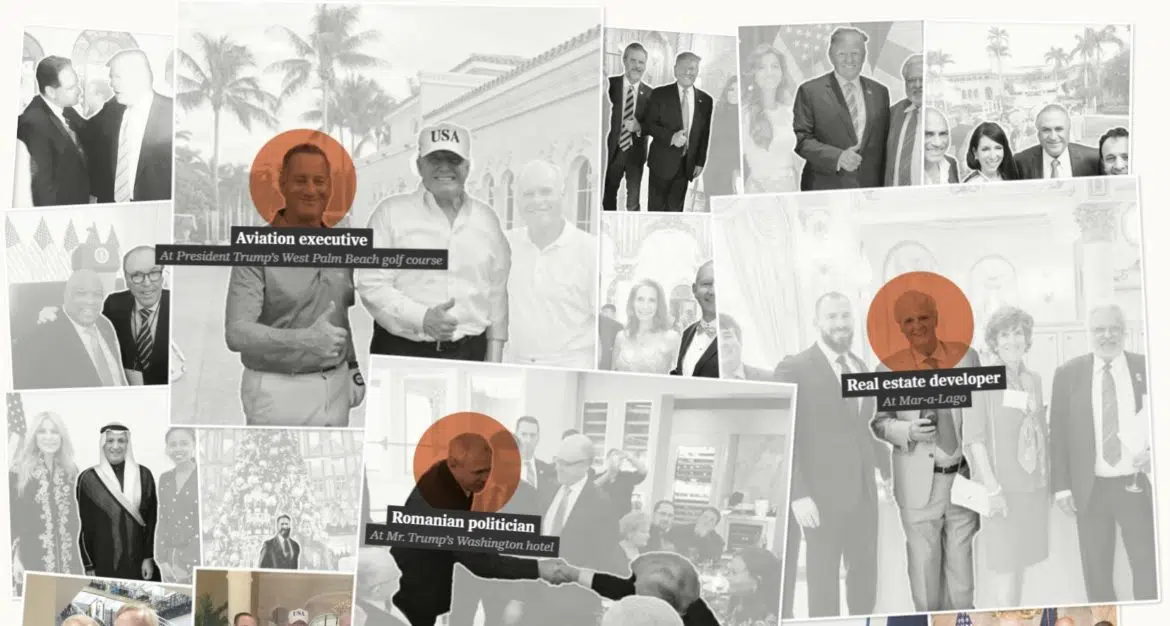 USA
Aviation executive
At President Trump's West Palm Beach golf course
Real estate developer
At Mar-a-Lago
Romanian politician
At Mr. Trump's Washington hotel
USA